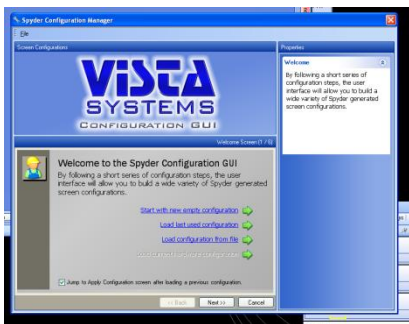 Spyder Configuration Manager
File
Screen Configurations
Properties
ViSTA
SYSTEMS
CONFIGURATION GUI
Welcome
By following a short series of
configuration steps, the user
interface will allow you to build a
wide variety of Spyder generated
screen configurations.
Welcome Screen (1 / 6)
Welcome to the Spyder Configuration GUI
By following a short series of configuration steps, the user
interface will allow you to build a wide variety of Spyder generated
screen configurations.
Start with new empty configuration
Load last used configuration
Load configuration from file
Jump to Apply Configuration screen after loading a previous configuration.
<< Back
Next >>
Cancel